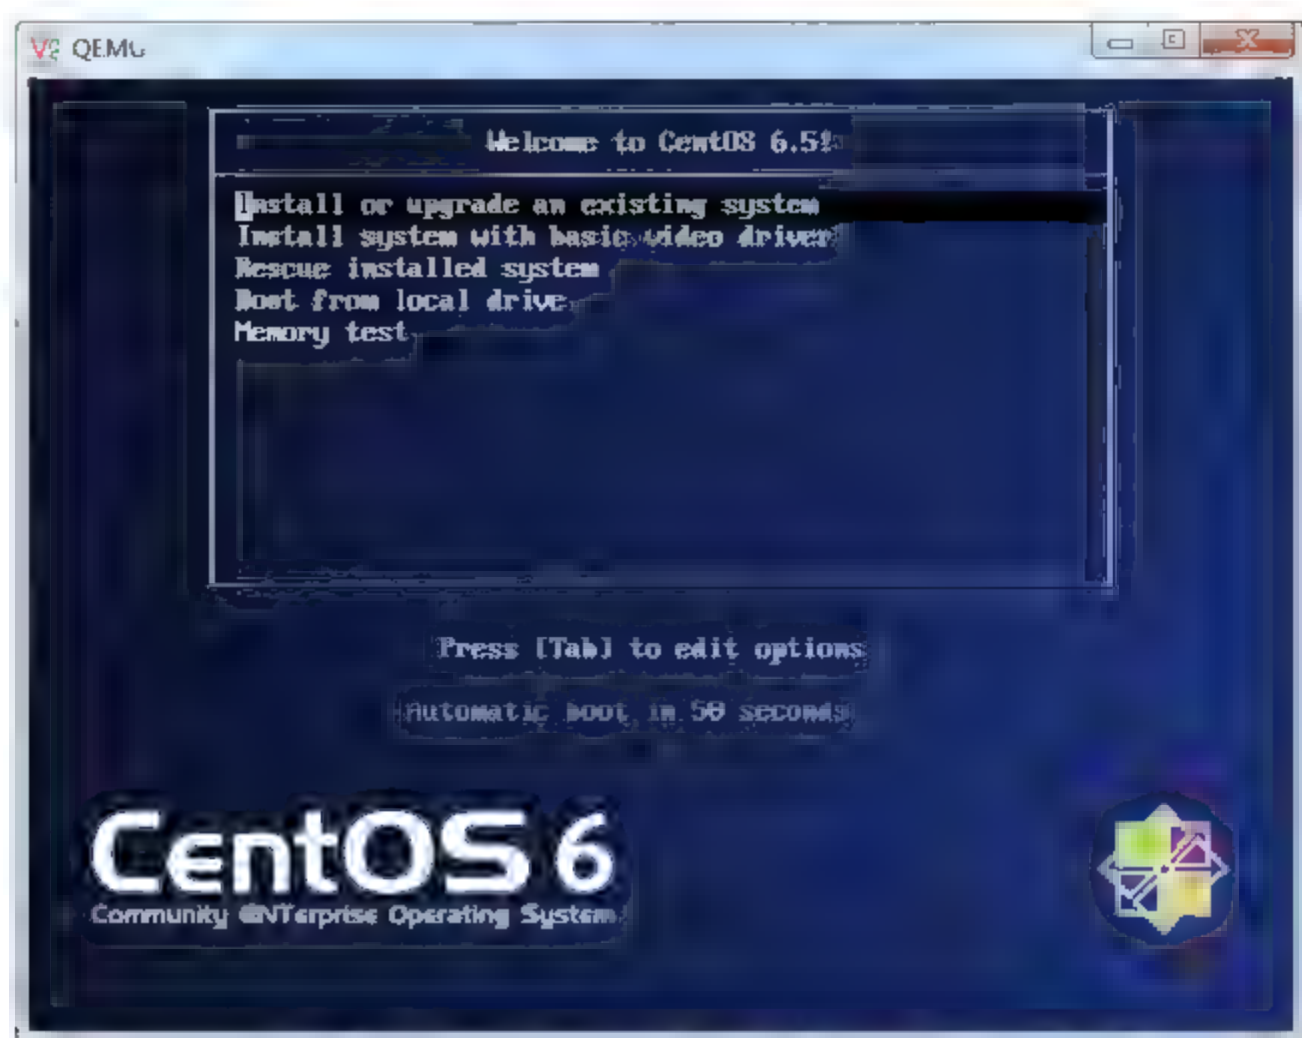 QEMU
Welcome to CentOS 6.5!
Install or upgrade an existing system
Install system with basic video driver
Rescue installed system
Boot from local drive
Memory test
Press [Tab] to edit options
Automatic boot in 50 seconds
CentOS 6
Community ENTerprise Operating System